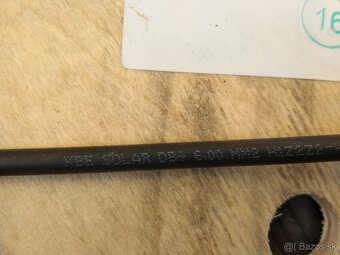 16
KBE SOLAR DB+ 6.00 MM2
Bazos.sk